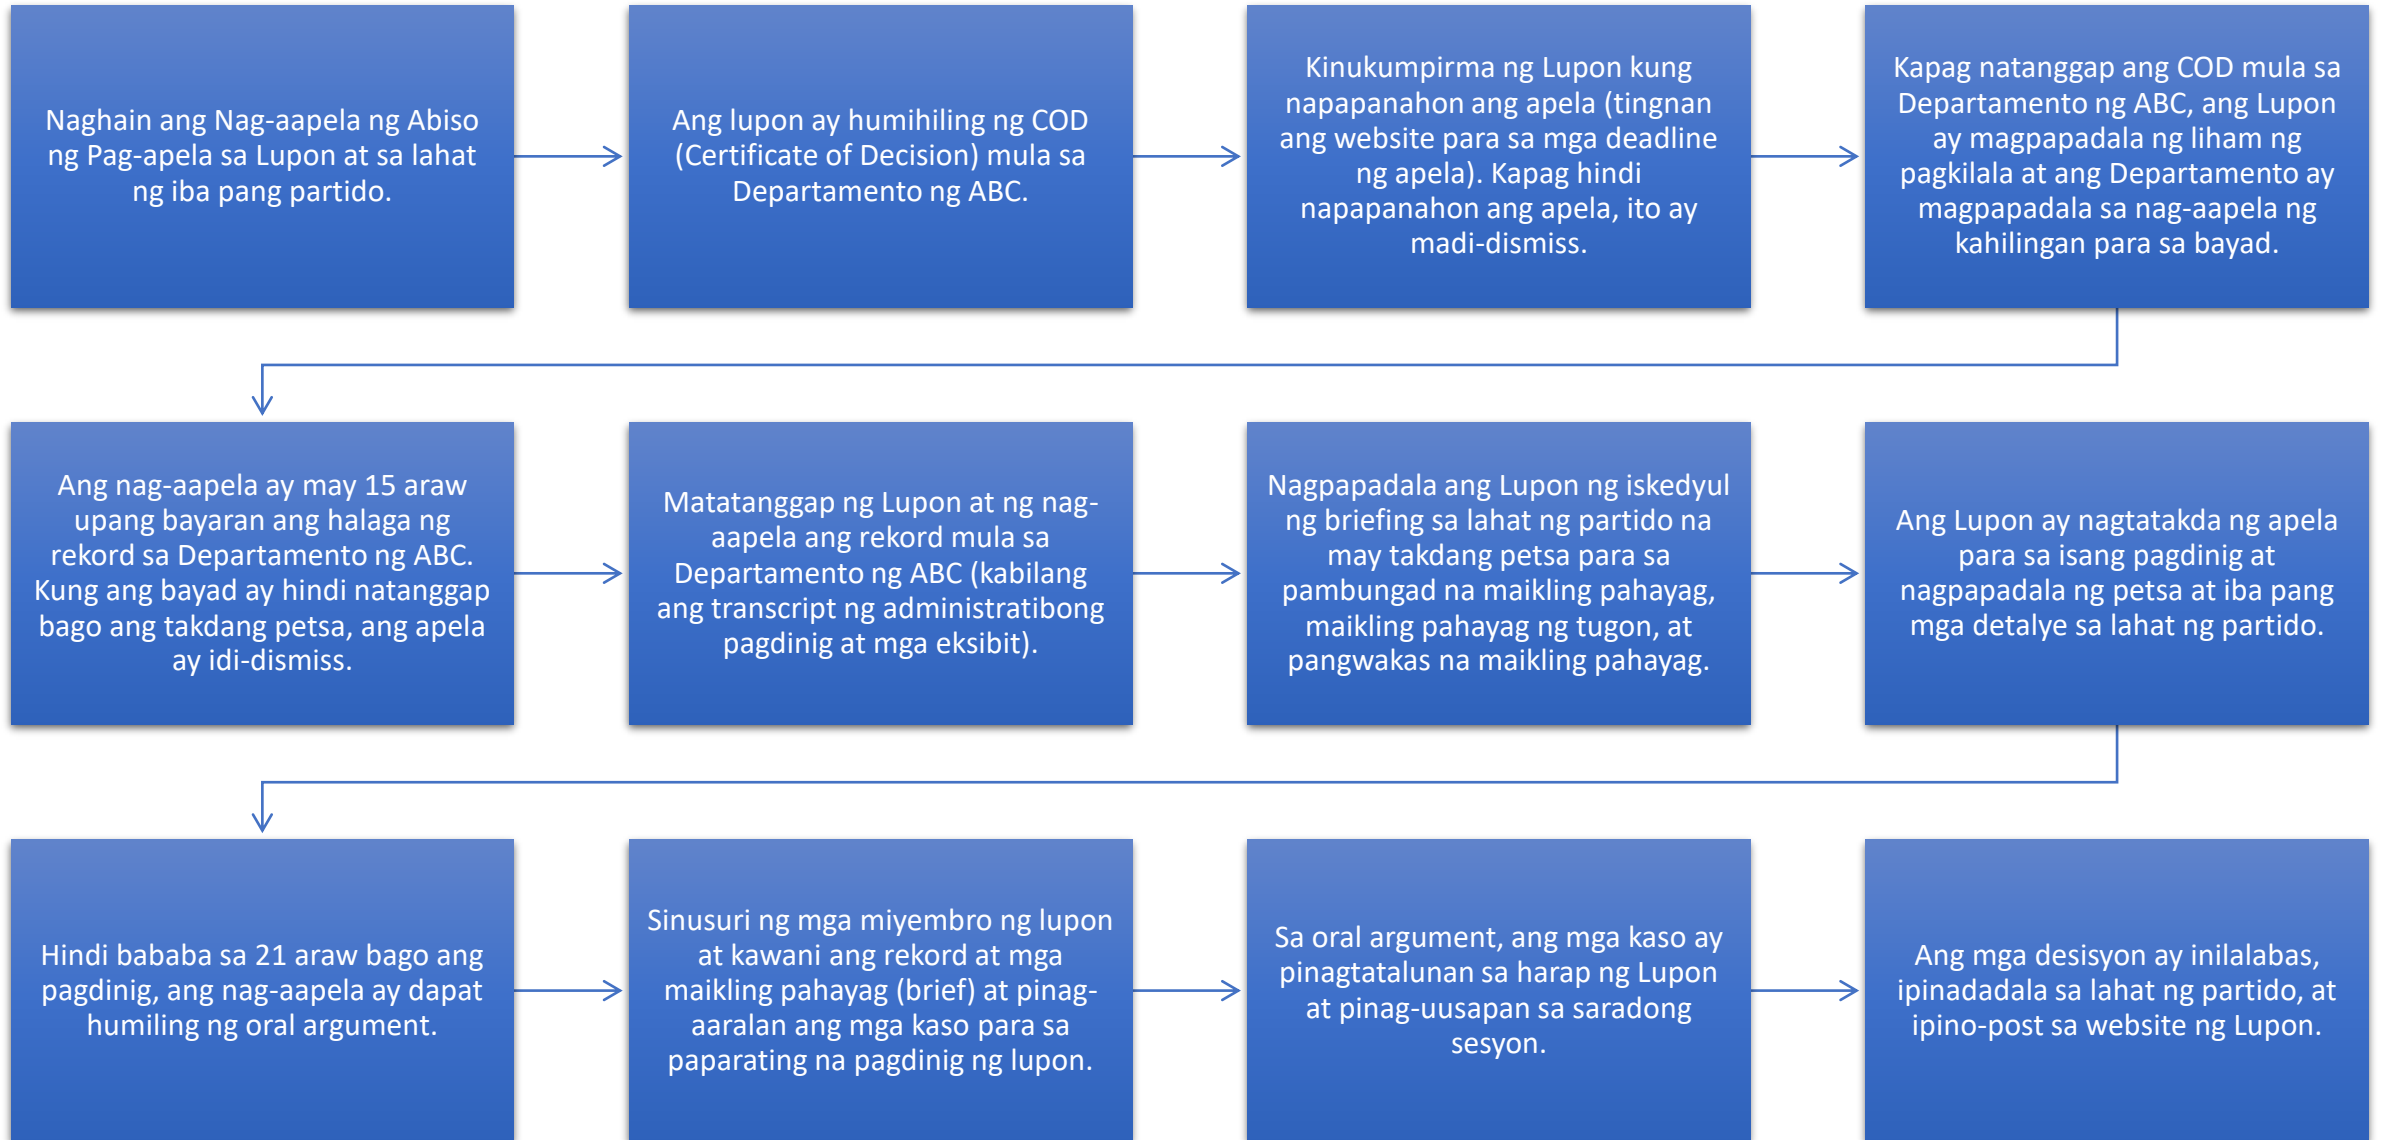 Naghain ang Nag-aapela ng Abiso
ng Pag-apela sa Lupon at sa lahat
ng iba pang partido.
Ang lupon ay humihiling ng COD
(Certificate of Decision) mula sa
Departamento ng ABC.
Kinukumpirma ng Lupon kung
napapanahon ang apela (tingnan
ang website para sa mga deadline
ng apela). Kapag hindi
napapanahon ang apela, ito ay
madi-dismiss.
Kapag natanggap ang COD mula sa
Departamento ng ABC, ang Lupon
ay magpapadala ng liham ng
pagkilala at ang Departamento ay
magpapadala sa nag-aapela ng
kahilingan para sa bayad.
Ang nag-aapela ay may 15 araw
upang bayaran ang halaga ng
rekord sa Departamento ng ABC.
Kung ang bayad ay hindi natanggap
bago ang takdang petsa, ang apela
ay idi-dismiss.
Matatanggap ng Lupon at ng nag-
aapela ang rekord mula sa
Departamento ng ABC (kabilang
ang transcript ng administratibong
pagdinig at mga eksibit).
Nagpapadala ang Lupon ng iskedyul
ng briefing sa lahat ng partido na
may takdang petsa para sa
pambungad na maikling pahayag,
maikling pahayag ng tugon, at
pangwakas na maikling pahayag.
Ang Lupon ay nagtatakda ng apela
para sa isang pagdinig at
nagpapadala ng petsa at iba pang
mga detalye sa lahat ng partido.
Hindi bababa sa 21 araw bago ang
pagdinig, ang nag-aapela ay dapat
humiling ng oral argument.
Sinusuri ng mga miyembro ng lupon
at kawani ang rekord at mga
maikling pahayag (brief) at pinag-
aaralan ang mga kaso para sa
paparating na pagdinig ng lupon.
Sa oral argument, ang mga kaso ay
pinagtatalunan sa harap ng Lupon
at pinag-uusapan sa saradong
sesyon.
Ang mga desisyon ay inilalabas,
ipinadadala sa lahat ng partido, at
ipino-post sa website ng Lupon.